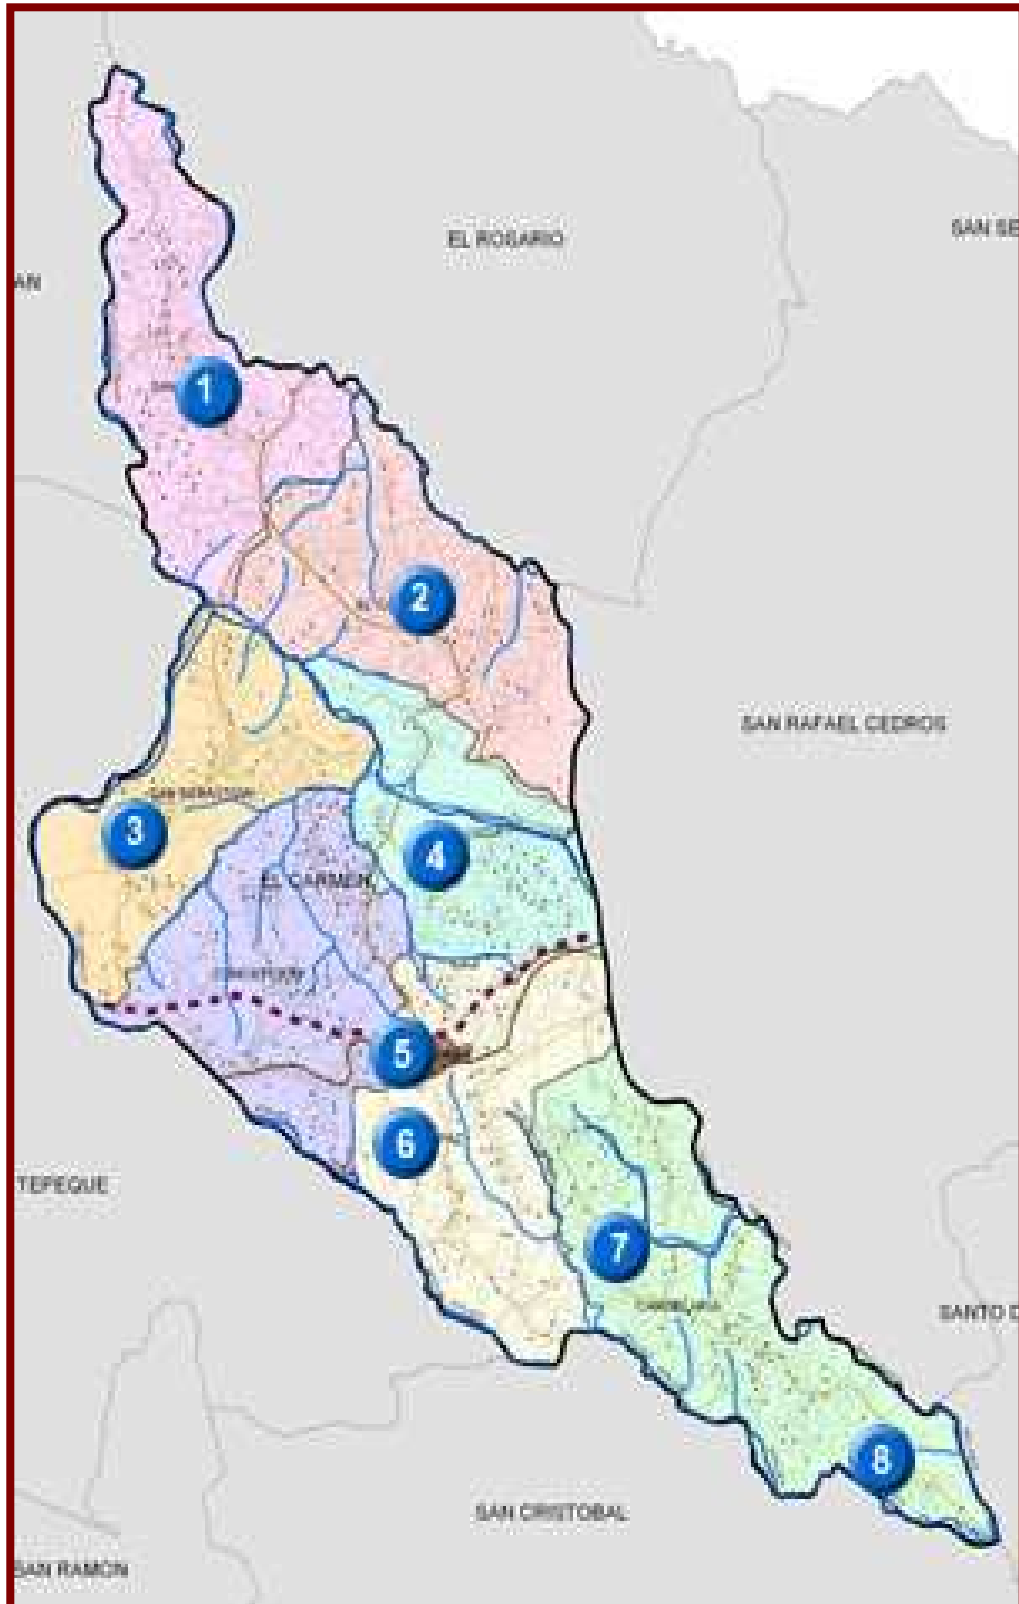 EL ROSARIO
SAN SE
AN
1
2
SAN RAFAEL CEDROS
3
4
EL CARMEN
5
6
TEPEQUE
7
CANDELARIA
SANTO D
8
SAN CRISTOBAL
SAN RAMON